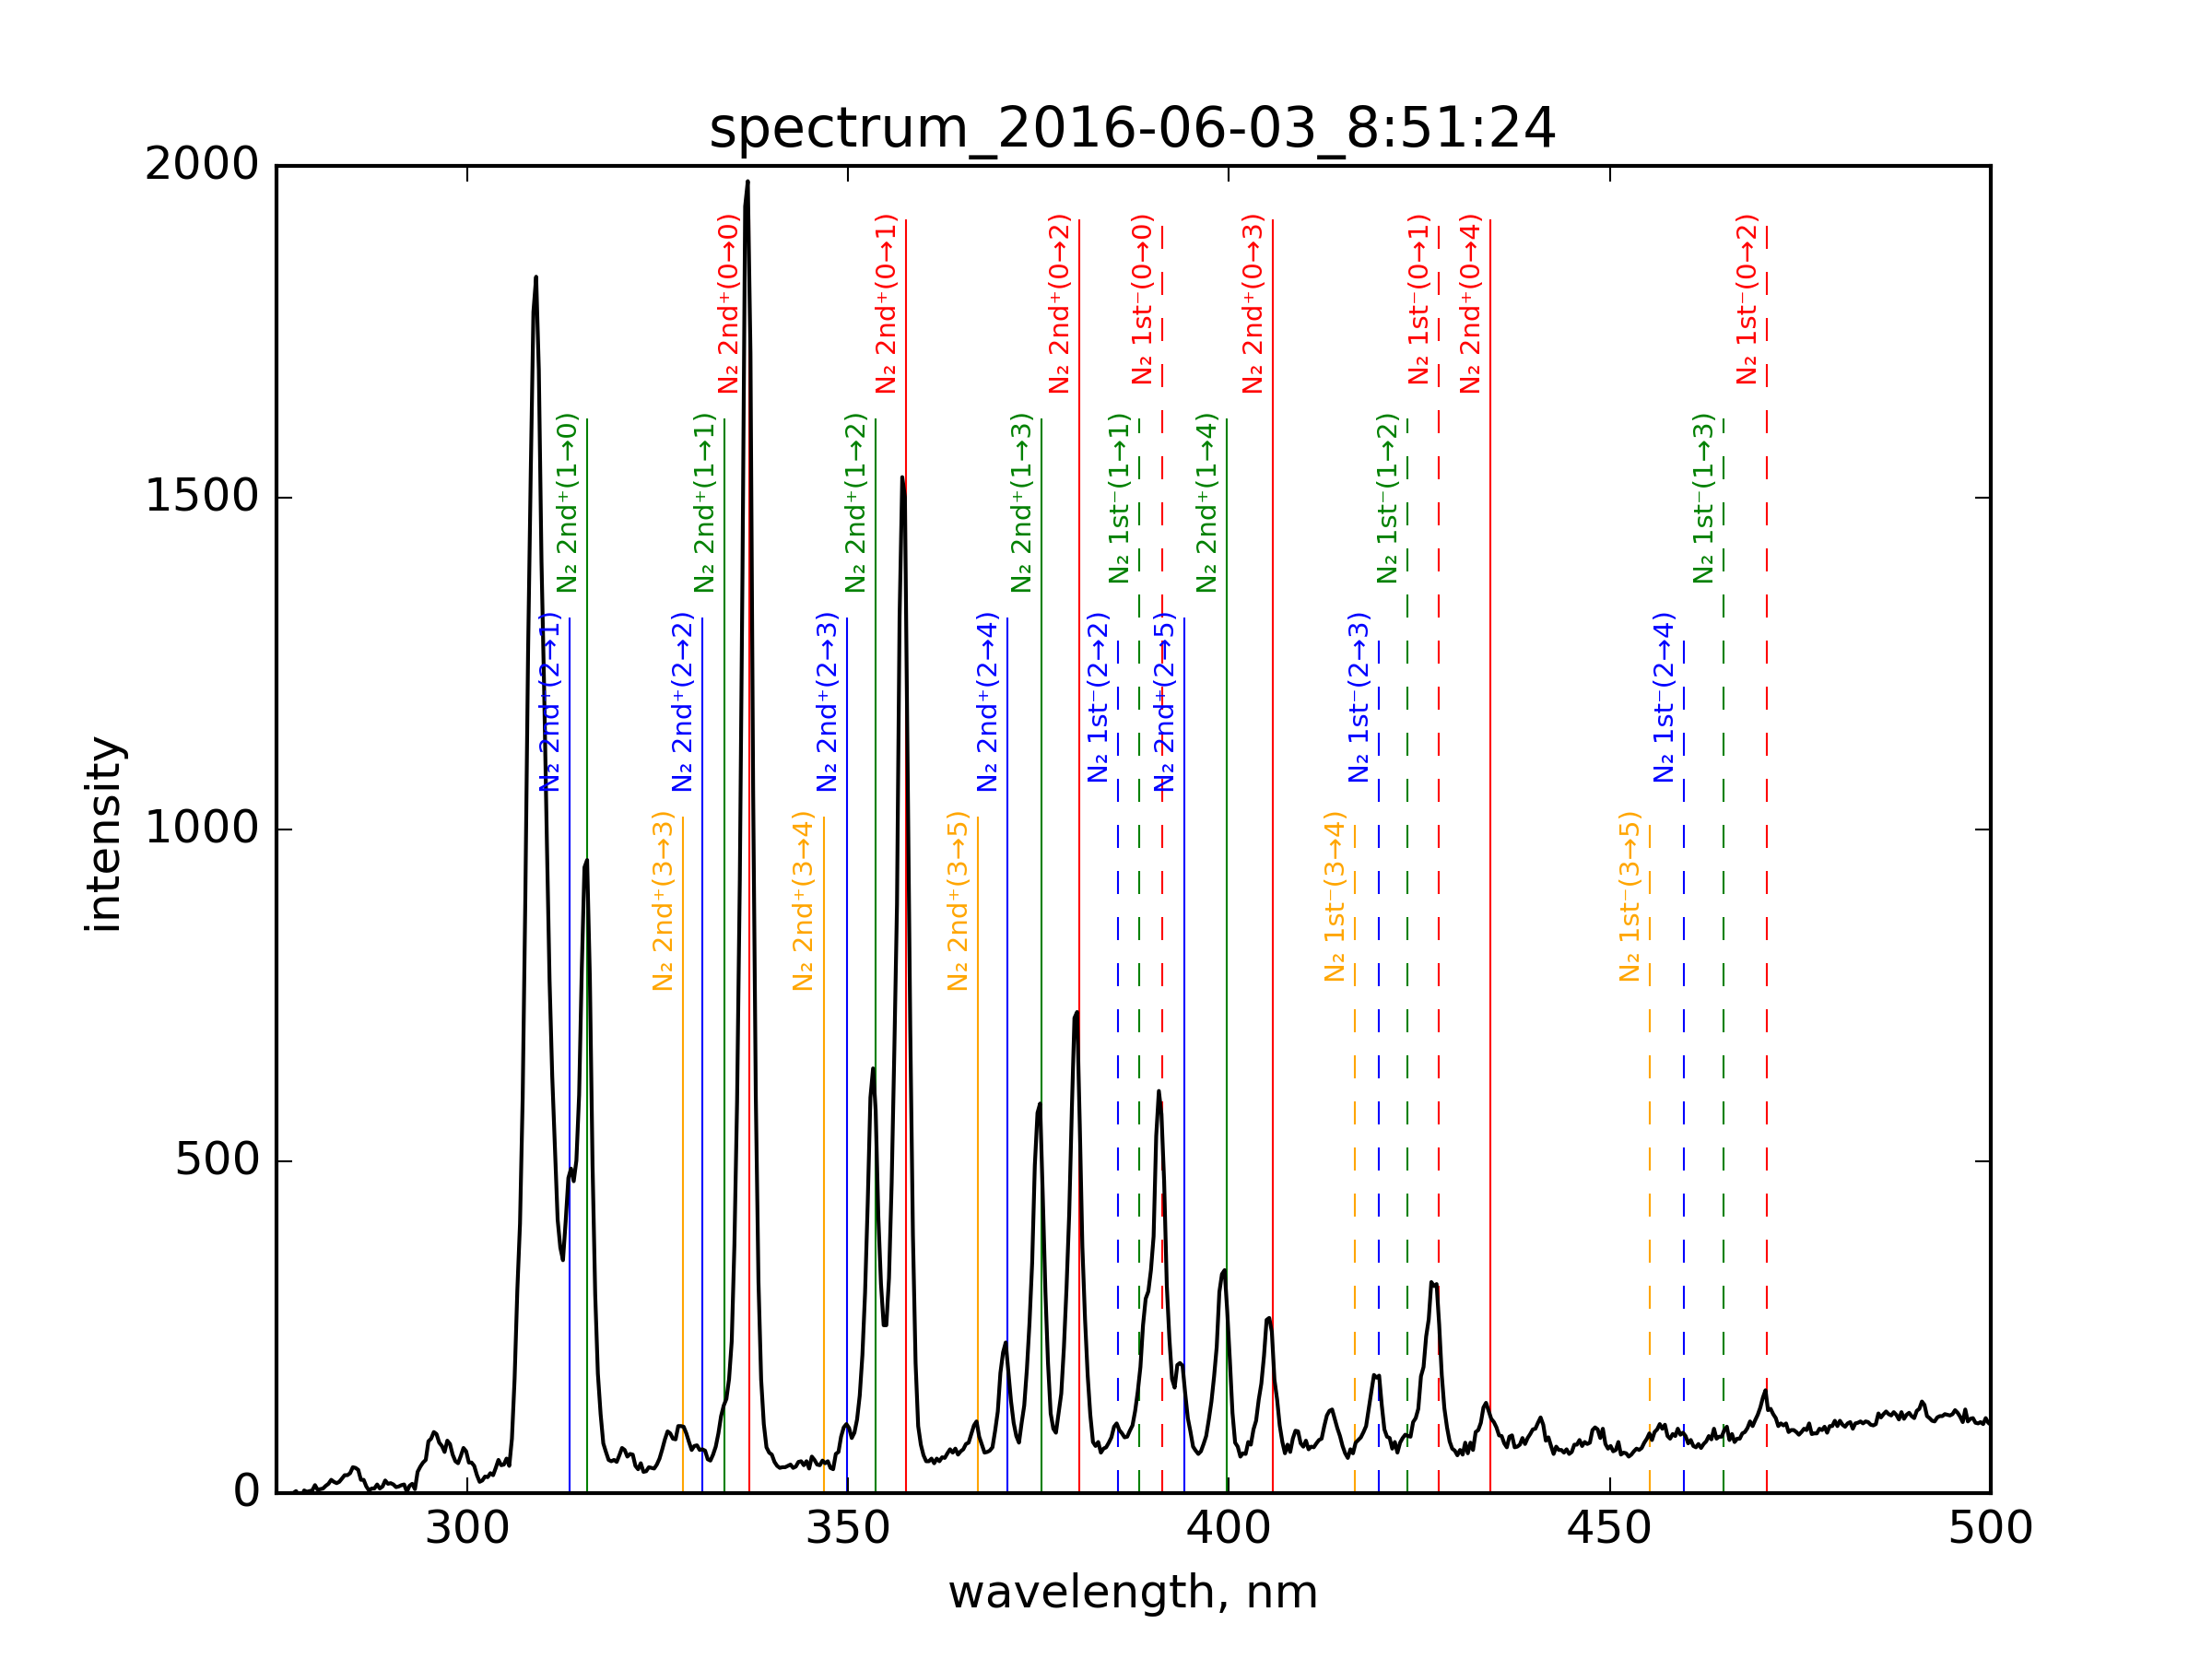 spectrum_2016-06-03_8:51:24
2000
1500
1000
500
0
intensity
N₂ 2nd⁺(0→0)
N₂ 2nd⁺(0→1)
N₂ 2nd⁺(0→2)
N₂ 1st⁻(0→0)
N₂ 2nd⁺(0→3)
N₂ 1st⁻(0→1)
N₂ 2nd⁺(0→4)
N₂ 1st⁻(0→2)
N₂ 2nd⁺(1→0)
N₂ 2nd⁺(1→1)
N₂ 2nd⁺(1→2)
N₂ 2nd⁺(1→3)
N₂ 1st⁻(1→1)
N₂ 2nd⁺(1→4)
N₂ 1st⁻(1→2)
N₂ 1st⁻(1→3)
N₂ 2nd⁺(2→1)
N₂ 2nd⁺(2→2)
N₂ 2nd⁺(2→3)
N₂ 2nd⁺(2→4)
N₂ 1st⁻(2→2)
N₂ 2nd⁺(2→5)
N₂ 1st⁻(2→3)
N₂ 1st⁻(2→4)
N₂ 2nd⁺(3→3)
N₂ 2nd⁺(3→4)
N₂ 2nd⁺(3→5)
N₂ 1st⁻(3→4)
N₂ 1st⁻(3→5)
300 350 400 450 500
wavelength, nm